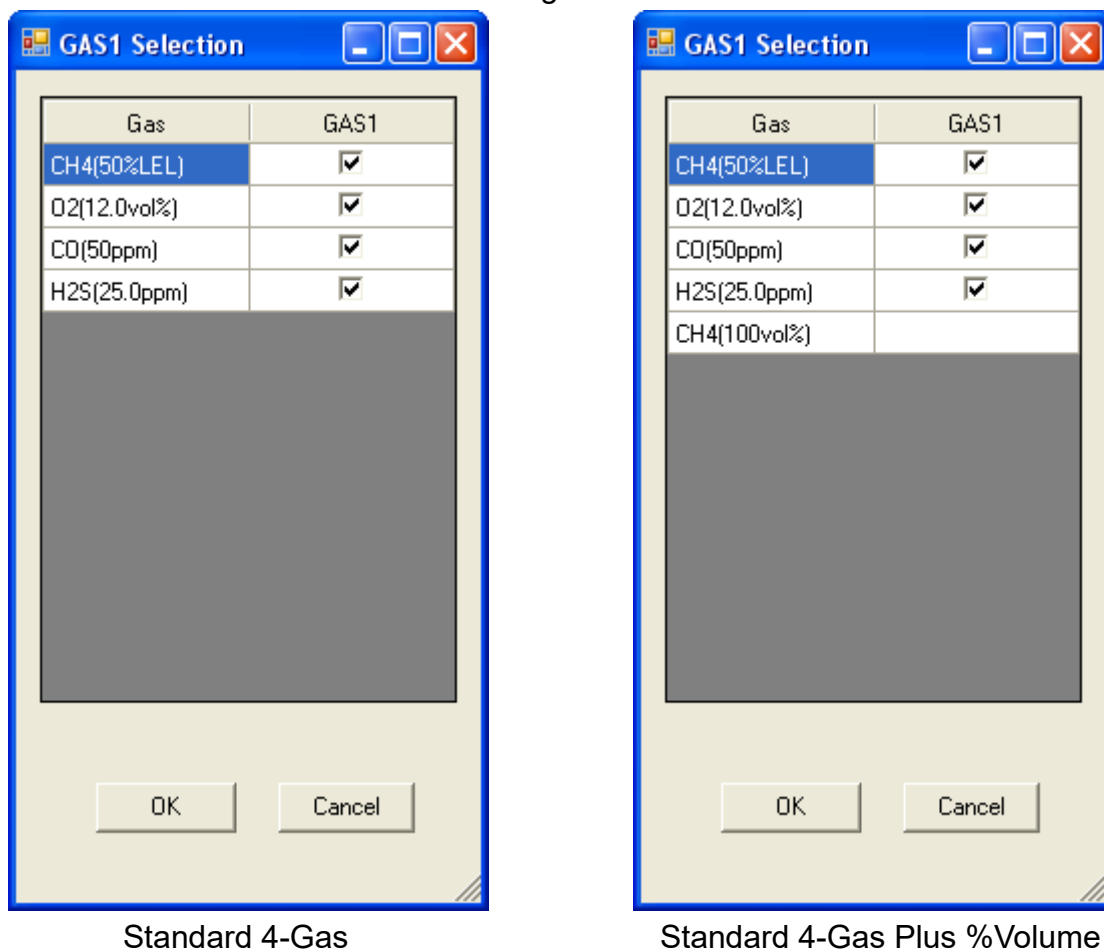 GAS1 Selection
Gas GAS1
CH4(50%LEL)
O2(12.0vol%)
CO(50ppm)
H2S(25.0ppm)
OK Cancel
Standard 4-Gas
GAS1 Selection
Gas GAS1
CH4(50%LEL)
O2(12.0vol%)
CO(50ppm)
H2S(25.0ppm)
CH4(100vol%)
OK Cancel
Standard 4-Gas Plus %Volume